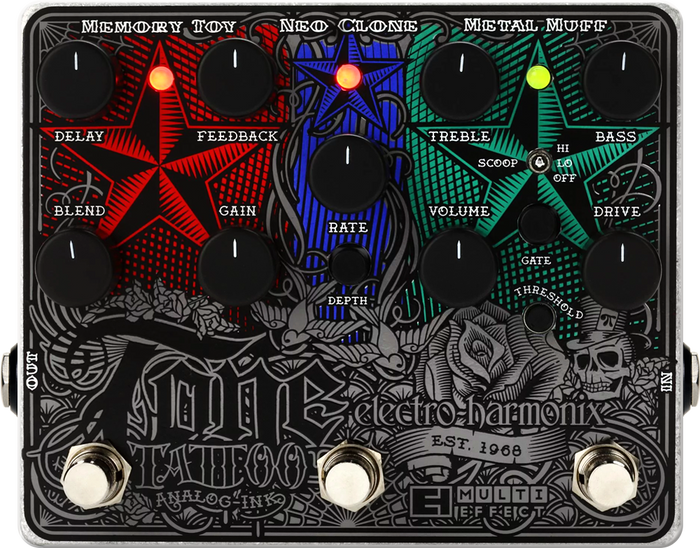 MEMORY TOY
NEO CLONE
METAL MUFF
DELAY
FEEDBACK
BLEND
GAIN
RATE
DEPTH
TREBLE
BASS
SCOOP
HI
LO
OFF
VOLUME
DRIVE
GATE
THRESHOLD
OUT
IN
Tone
TATTOO
ANALOG INK
electro-harmonix
EST. 1968
EH
MULTI
EFFECT